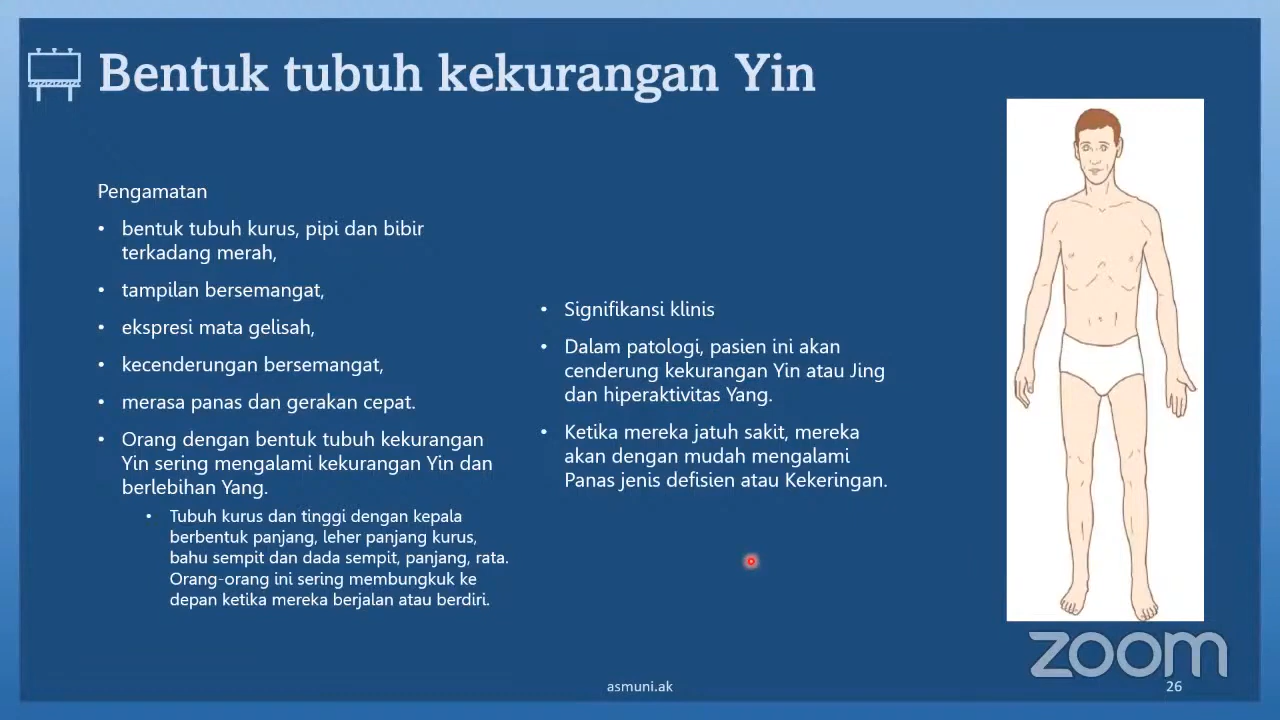 Bentuk tubuh kekurangan Yin
Pengamatan
• bentuk tubuh kurus, pipi dan bibir
terkadang merah,
• tampilan bersemangat,
• ekspresi mata gelisah,
• kecenderungan bersemangat,
• merasa panas dan gerakan cepat.
• Orang dengan bentuk tubuh kekurangan
Yin sering mengalami kekurangan Yin dan
berlebihan Yang.
• Tubuh kurus dan tinggi dengan kepala
berbentuk panjang, leher panjang kurus,
bahu sempit dan dada sempit, panjang, rata.
Orang-orang ini sering membungkuk ke
depan ketika mereka berjalan atau berdiri.
• Signifikansi klinis
• Dalam patologi, pasien ini akan
cenderung kekurangan Yin atau Jing
dan hiperaktivitas Yang.
• Ketika mereka jatuh sakit, mereka
akan dengan mudah mengalami
Panas jenis defisien atau Kekeringan.
zoom
asmuni.ak
26